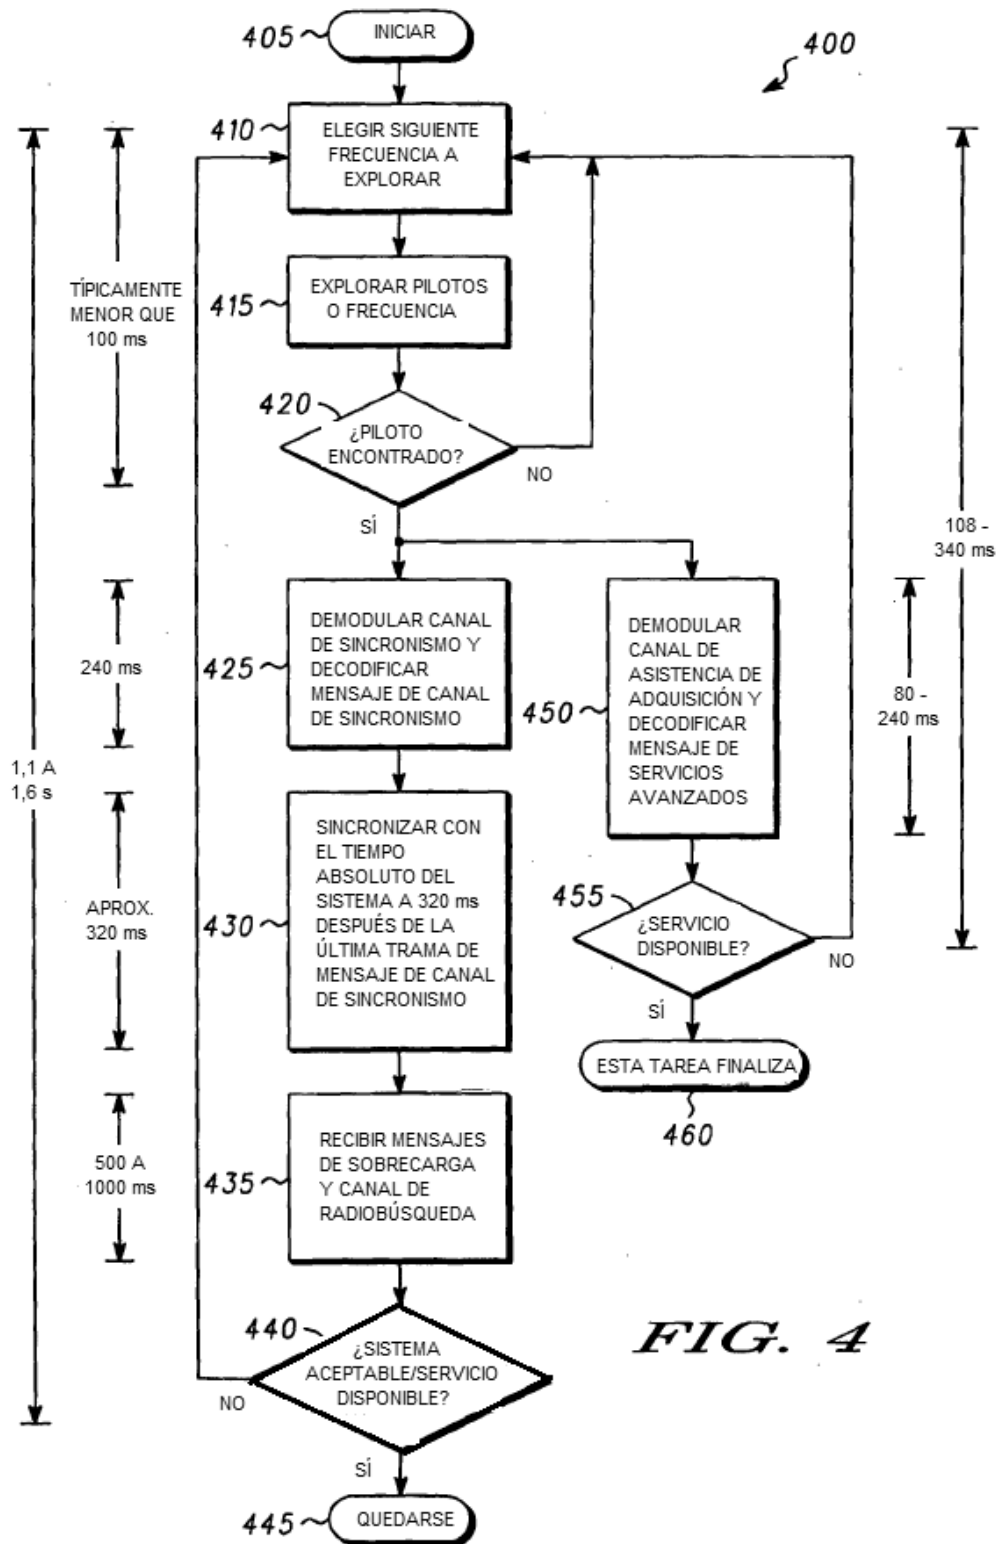 405
INICIAR
400
410
ELEGIR SIGUIENTE
FRECUENCIA A
EXPLORAR
TÍPICAMENTE
MENOR QUE
100 ms
415
EXPLORAR PILOTOS
O FRECUENCIA
420
¿PILOTO
ENCONTRADO?
NO
SÍ
108 -
340 ms
240 ms
425
DEMODULAR CANAL
DE SINCRONISMO Y
DECODIFICAR
MENSAJE DE CANAL
DE SINCRONISMO
450
DEMODULAR
CANAL DE
ASISTENCIA DE
ADQUISICIÓN Y
DECODIFICAR
MENSAJE DE
SERVICIOS
AVANZADOS
80 -
240 ms
1,1 A
1,6 s
APROX.
320 ms
430
SINCRONIZAR CON
EL TIEMPO
ABSOLUTO DEL
SISTEMA A 320 ms
DESPUÉS DE LA
ÚLTIMA TRAMA DE
MENSAJE DE CANAL
DE SINCRONISMO
455
¿SERVICIO
DISPONIBLE?
NO
SÍ
ESTA TAREA FINALIZA
460
500 A
1000 ms
435
RECIBIR MENSAJES
DE SOBRECARGA
Y CANAL DE
RADIOBÚSQUEDA
440
¿SISTEMA
ACEPTABLE/SERVICIO
DISPONIBLE?
NO
SÍ
FIG. 4
445
QUEDARSE